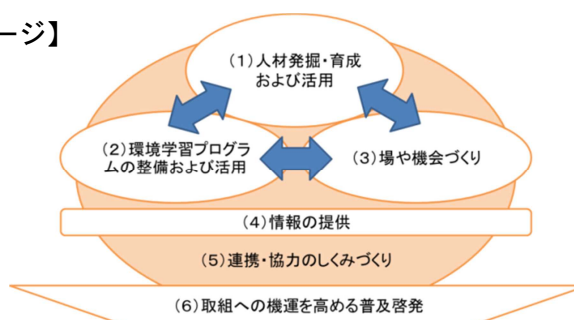 ージ】
(1)人材発掘・育成
および活用
(2)環境学習プログラ
ムの整備および活用
(3)場や機会づくり
(4)情報の提供
(5)連携・協力のしくみづくり
(6)取組への機運を高める普及啓発